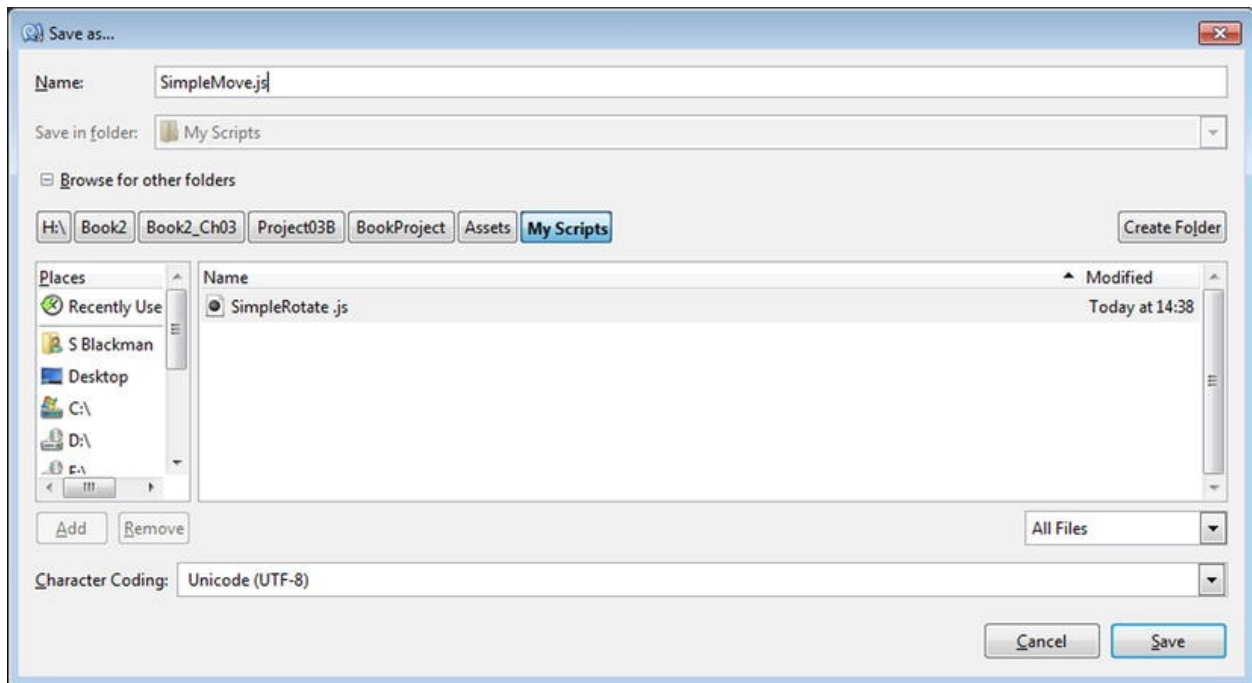 Save as...
Name: SimpleMove.js
Save in folder: My Scripts
Browse for other folders
H:\ Book2 Book2_Ch03 Project03B BookProject Assets My Scripts Create Folder
Places Name Modified
Recently Use SimpleRotate .js Today at 14:38
S Blackman
Desktop
C:\
D:\
Add Remove All Files
Character Coding: Unicode (UTF-8)
Cancel Save